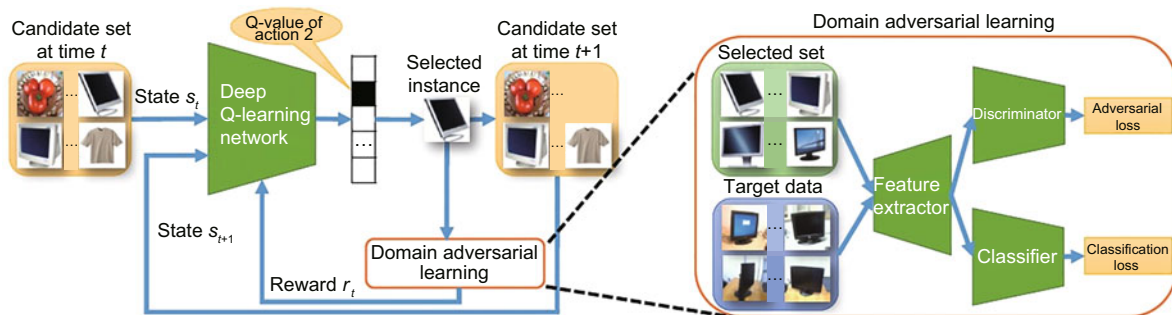 Candidate set
at time t
State s_t
Deep
Q-learning
network
Q-value of
action 2
...
Selected
instance
Candidate set
at time t+1
State s_{t+1}
Reward r_t
Domain adversarial
learning
Domain adversarial learning
Selected set
Target data
Feature
extractor
Discriminator
Adversarial
loss
Classifier
Classification
loss